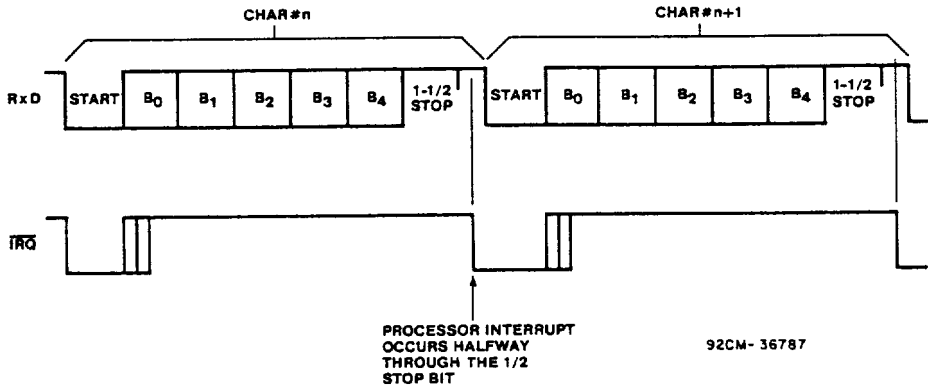 CHAR#n
CHAR#n+1
RxD
START
B0
B1
B2
B3
B4
1-1/2
STOP
START
B0
B1
B2
B3
B4
1-1/2
STOP
IRQ
PROCESSOR INTERRUPT
OCCURS HALFWAY
THROUGH THE 1/2
STOP BIT
92CM-36787